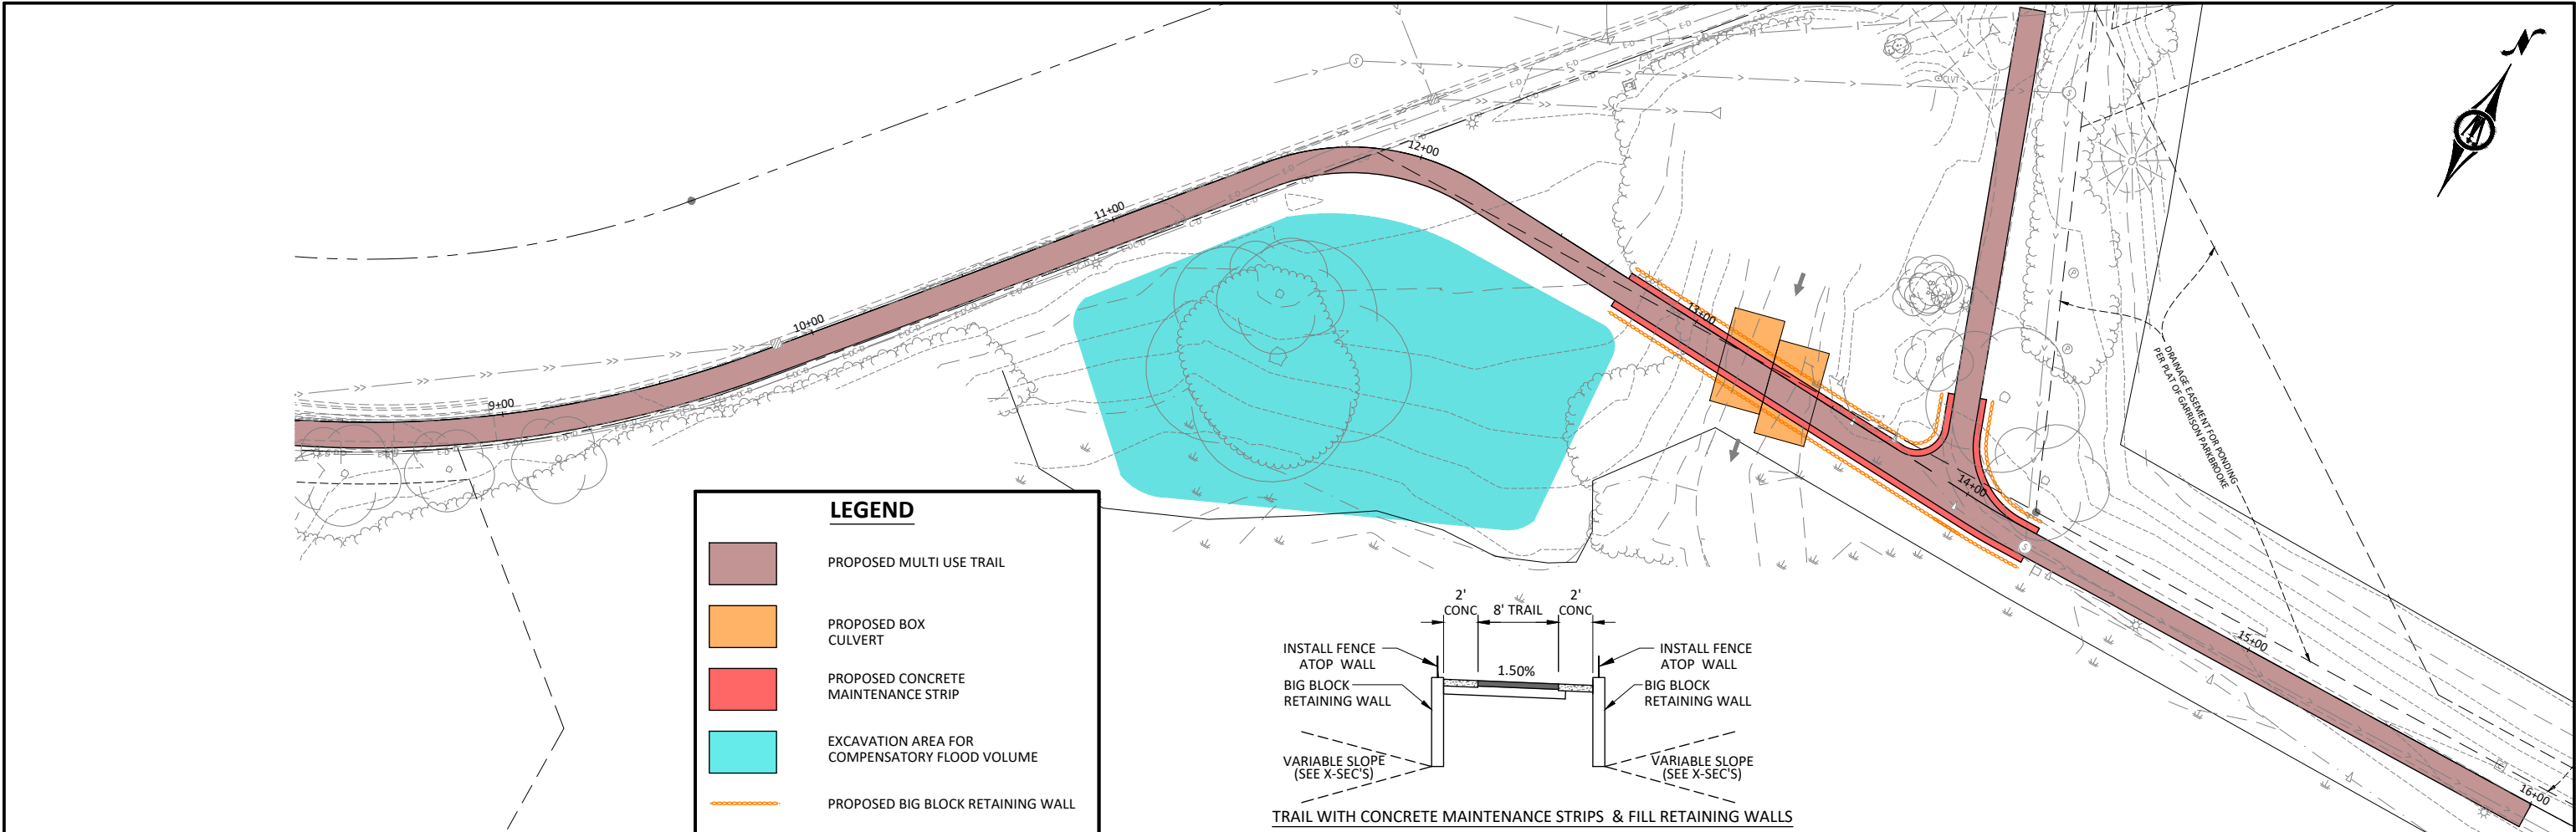 N
12+00
11+00
10+00
9+00
13+00
14+00
15+00
16+00
CLVT
S
S
S
P
P
DRAINAGE EASEMENT FOR PONDING
PER PLAT OF GARRISON PARKBROOKE
LEGEND
PROPOSED MULTI USE TRAIL
PROPOSED BOX
CULVERT
PROPOSED CONCRETE
MAINTENANCE STRIP
EXCAVATION AREA FOR
COMPENSATORY FLOOD VOLUME
PROPOSED BIG BLOCK RETAINING WALL
2'
CONC
8' TRAIL
2'
CONC
INSTALL FENCE
ATOP WALL
1.50%
INSTALL FENCE
ATOP WALL
BIG BLOCK
RETAINING WALL
BIG BLOCK
RETAINING WALL
VARIABLE SLOPE
(SEE X-SEC'S)
VARIABLE SLOPE
(SEE X-SEC'S)
TRAIL WITH CONCRETE MAINTENANCE STRIPS & FILL RETAINING WALLS